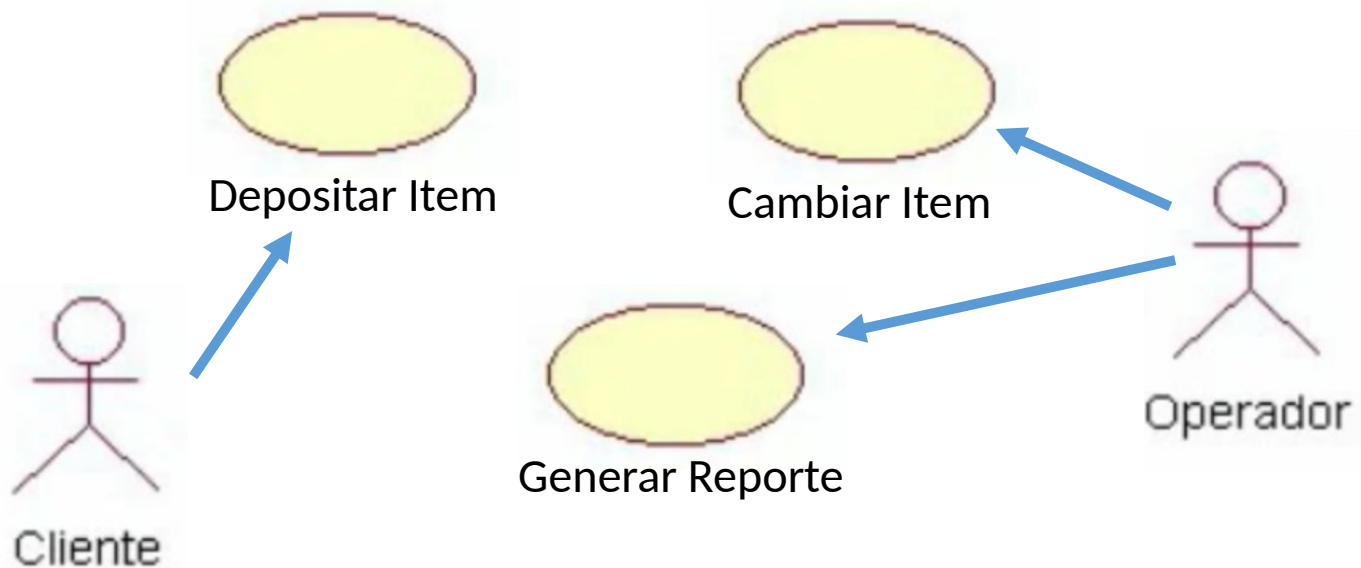 Depositar Item
Cambiar Item
Operador
Generar Reporte
Cliente